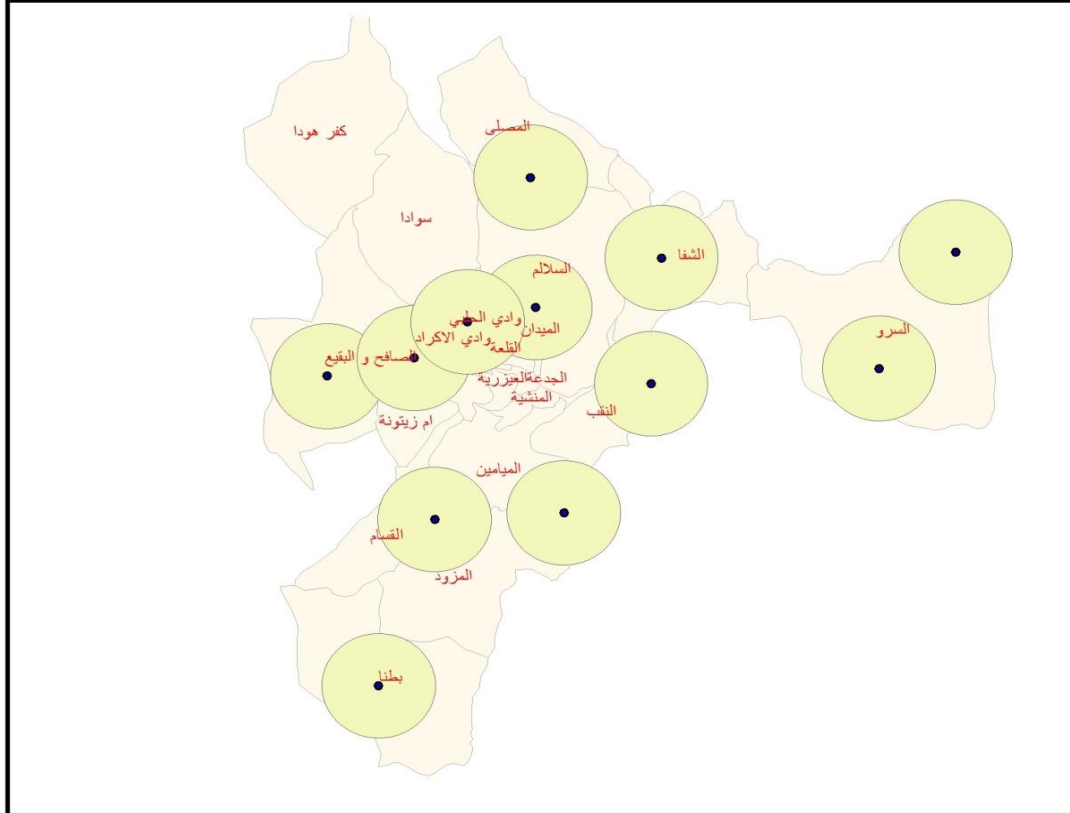 المصلى
كفر هودا
سوادا
الشفا
السلالم
وادي الحلبي
الميدان
السرو
وادي الاكراد
القلعة
الصافح و البقيع
الجدعة
العيزرية
المنشية
النقب
ام زيتونة
الميامين
القسام
المزود
بطنا